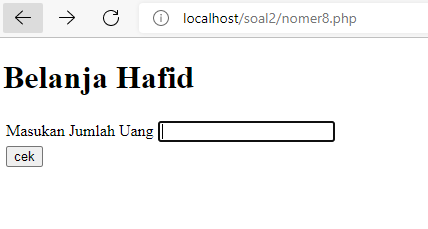 localhost/soal2/nomer8.php
Belanja Hafid
Masukan Jumlah Uang
cek